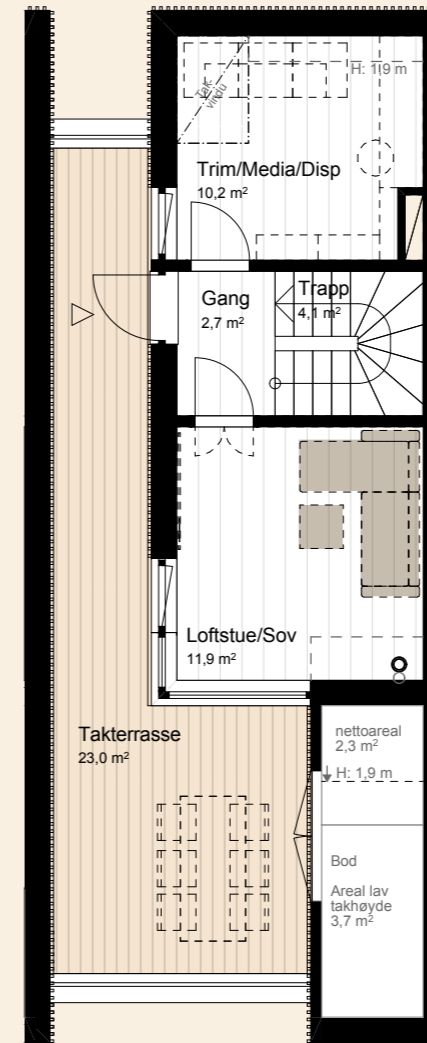 H: 1,9 m
Tak-
vindu
Trim/Media/Disp
10,2 m²
Gang
2,7 m²
Trapp
4,1 m²
Loftstue/Sov
11,9 m²
Takterrasse
23,0 m²
nettoareal
2,3 m²
H: 1,9 m
Bod
Areal lav
takhøyde
3,7 m²